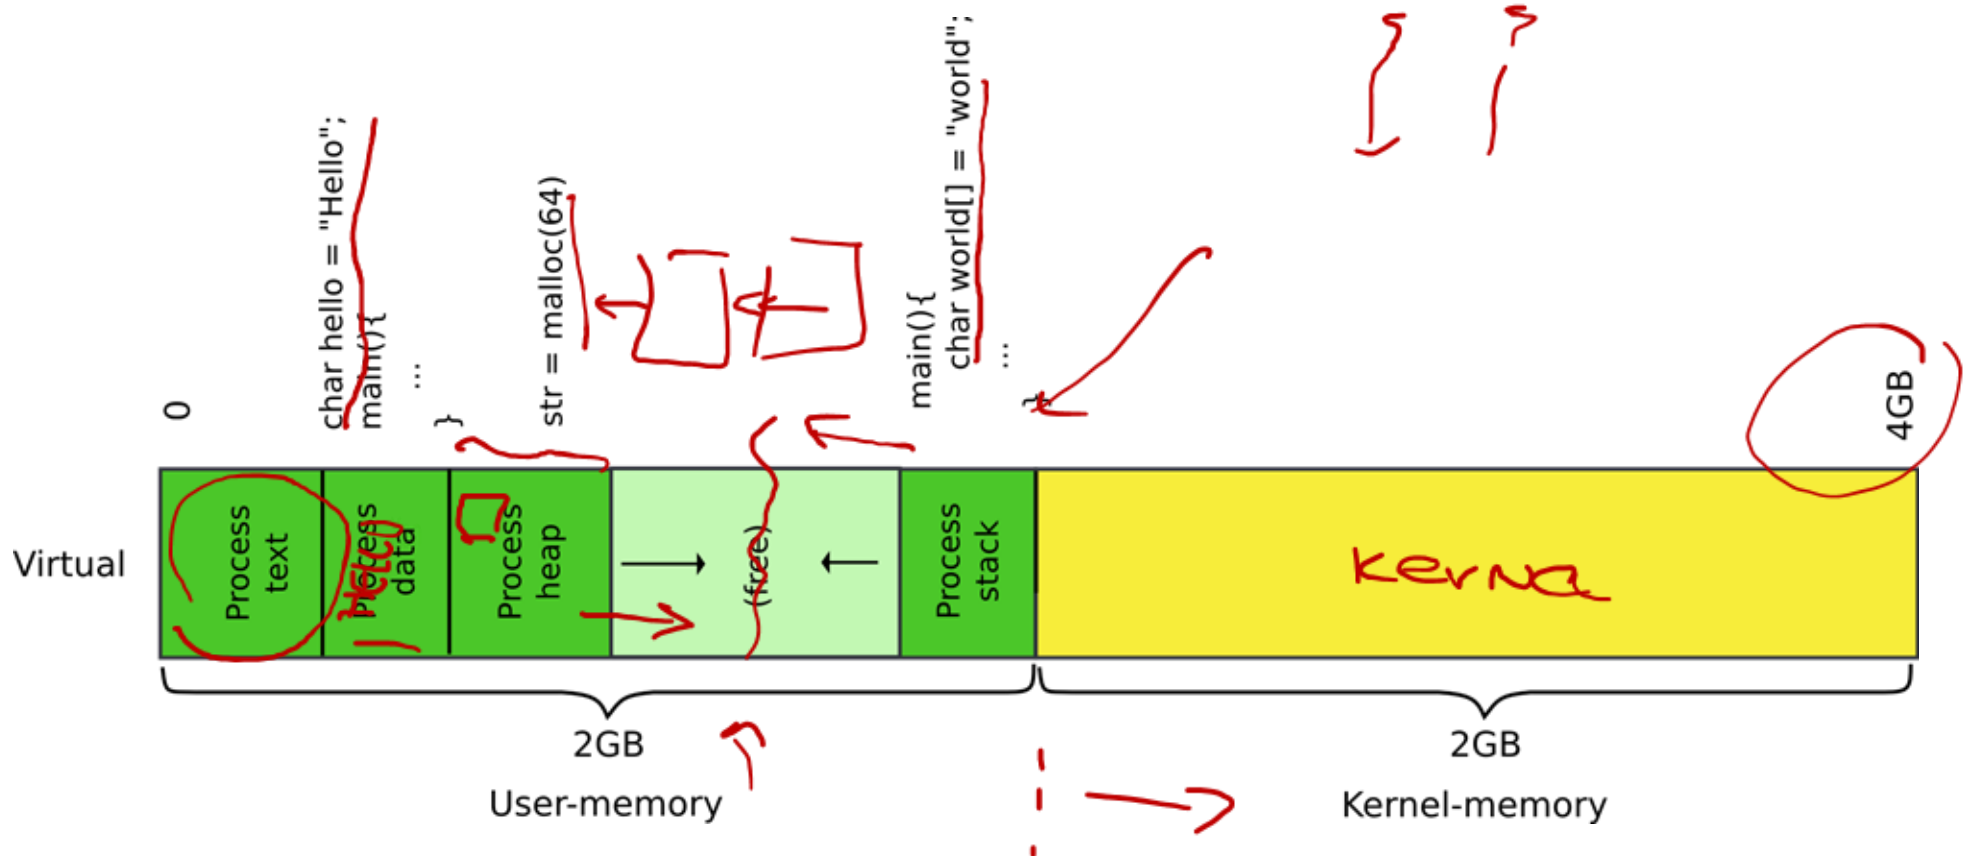 0
char hello = "Hello";
main(){
...
}
str = malloc(64)
main(){
char world[] = "world";
...
}
4GB
Virtual
Process
text
Process
data
HELLO
Process
heap
(free)
Process
stack
Kerna
2GB
User-memory
2GB
Kernel-memory